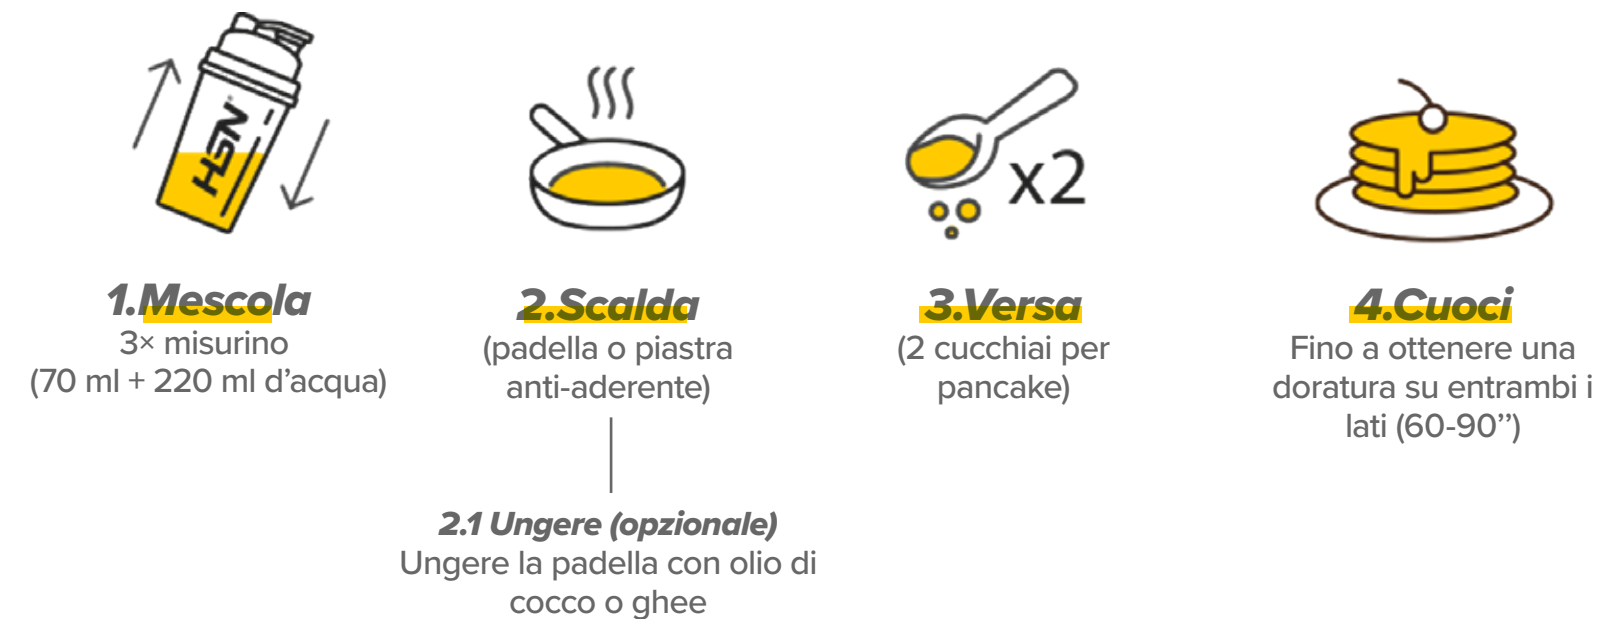 HSN
x2
1.Mescola
3× misurino
(70 ml + 220 ml d’acqua)
2.Scalda
(padella o piastra
anti-aderente)
2.1 Ungere (opzionale)
Ungere la padella con olio di
cocco o ghee
3.Versa
(2 cucchiai per
pancake)
4.Cuoci
Fino a ottenere una
doratura su entrambi i
lati (60-90’’)